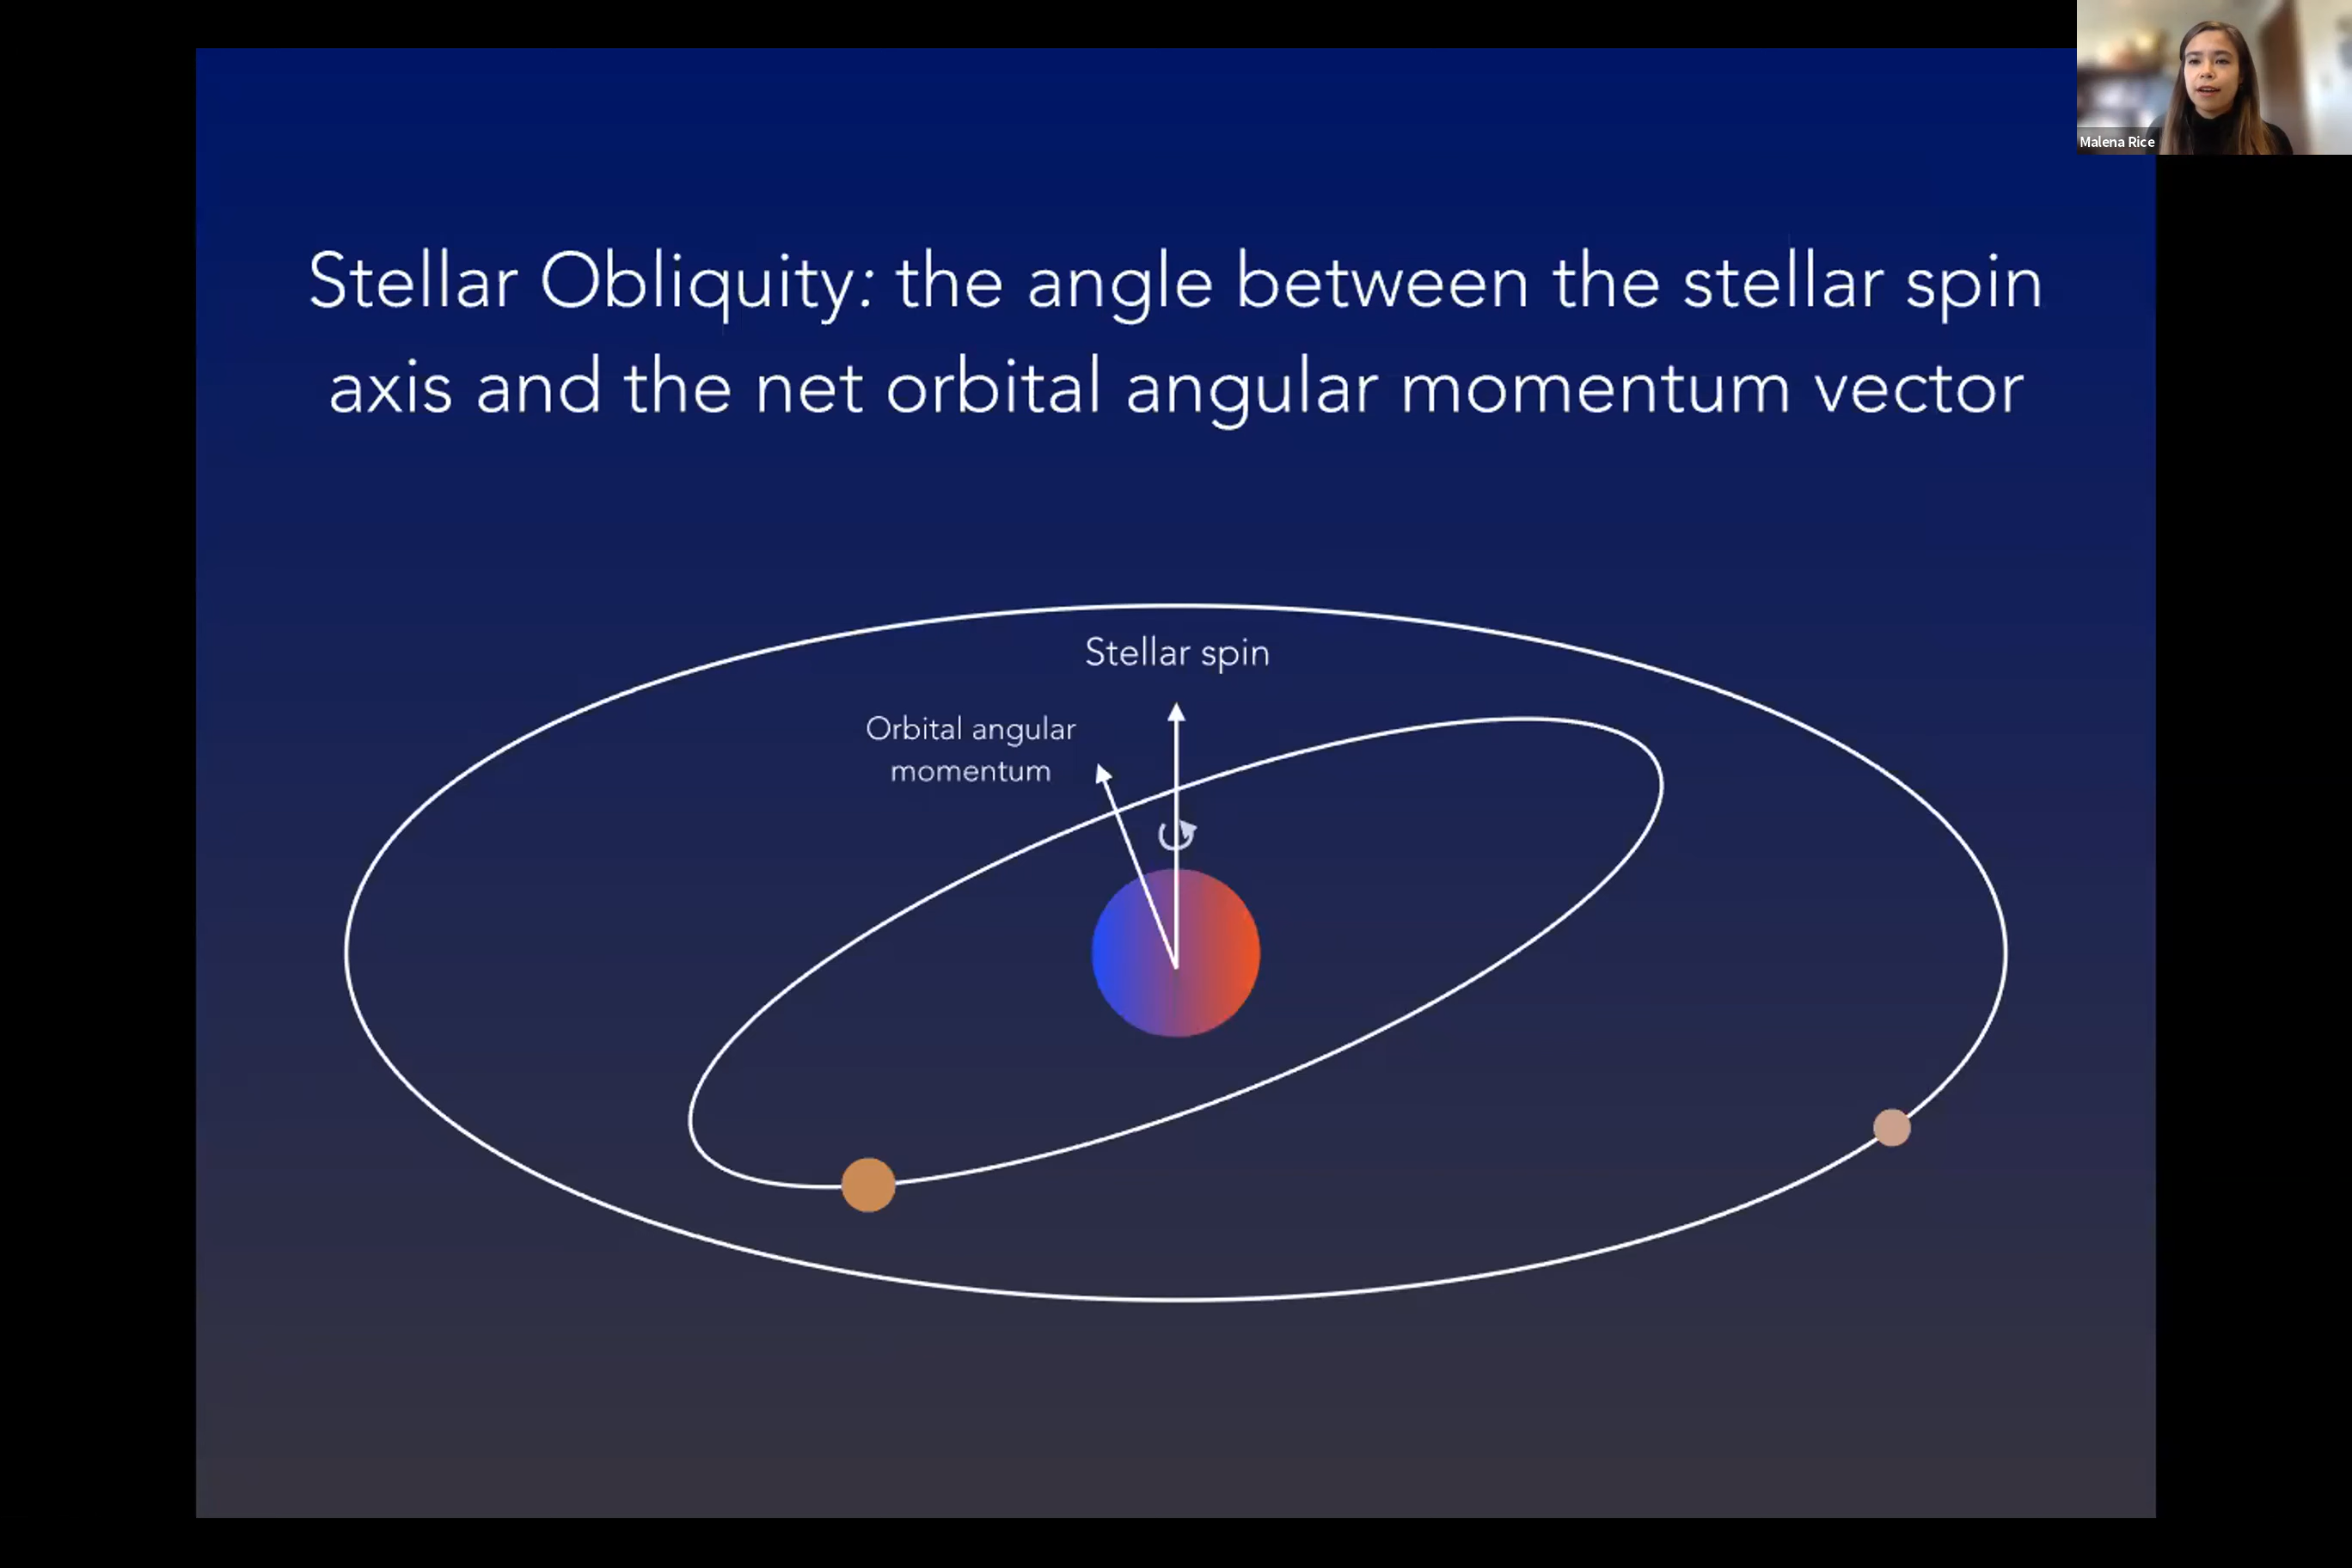 Malena Rice
Stellar Obliquity: the angle between the stellar spin
axis and the net orbital angular momentum vector
Stellar spin
Orbital angular
momentum